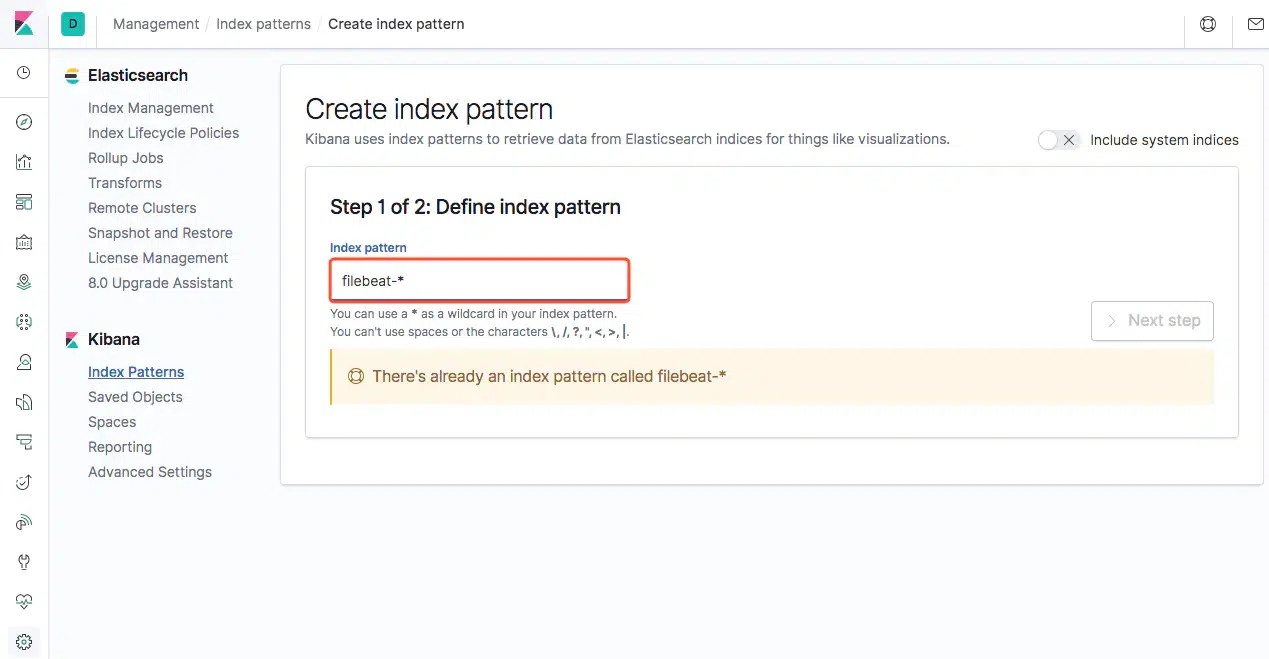 D Management / Index patterns / Create index pattern
Elasticsearch
Index Management
Index Lifecycle Policies
Rollup Jobs
Transforms
Remote Clusters
Snapshot and Restore
License Management
8.0 Upgrade Assistant
Kibana
Index Patterns
Saved Objects
Spaces
Reporting
Advanced Settings
Create index pattern
Kibana uses index patterns to retrieve data from Elasticsearch indices for things like visualizations.
Include system indices
Step 1 of 2: Define index pattern
Index pattern
filebeat-*
You can use a * as a wildcard in your index pattern.
You can't use spaces or the characters \, /, ?, ", <, >, |.
Next step
There's already an index pattern called filebeat-*